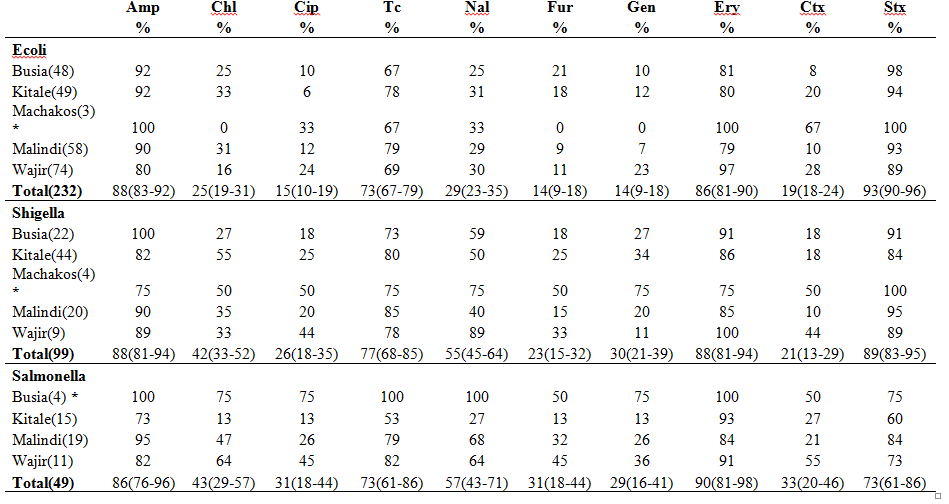 Amp Chl Cip Tc Nal Fur Gen Ery Ctx Stx
% % % % % % % % % %
Ecoli
Busia(48) 92 25 10 67 25 21 10 81 8 98
Kitale(49) 92 33 6 78 31 18 12 80 20 94
Machakos(3)
* 100 0 33 67 33 0 0 100 67 100
Malindi(58) 90 31 12 79 29 9 7 79 10 93
Wajir(74) 80 16 24 69 30 11 23 97 28 89
Total(232) 88(83-92) 25(19-31) 15(10-19) 73(67-79) 29(23-35) 14(9-18) 14(9-18) 86(81-90) 19(18-24) 93(90-96)
Shigella
Busia(22) 100 27 18 73 59 18 27 91 18 91
Kitale(44) 82 55 25 80 50 25 34 86 18 84
Machakos(4)
* 75 50 50 75 75 50 75 75 50 100
Malindi(20) 90 35 20 85 40 15 20 85 10 95
Wajir(9) 89 33 44 78 89 33 11 100 44 89
Total(99) 88(81-94) 42(33-52) 26(18-35) 77(68-85) 55(45-64) 23(15-32) 30(21-39) 88(81-94) 21(13-29) 89(83-95)
Salmonella
Busia(4) * 100 75 75 100 100 50 75 100 50 75
Kitale(15) 73 13 13 53 27 13 13 93 27 60
Malindi(19) 95 47 26 79 68 32 26 84 21 84
Wajir(11) 82 64 45 82 64 45 36 91 55 73
Total(49) 86(76-96) 43(29-57) 31(18-44) 73(61-86) 57(43-71) 31(18-44) 29(16-41) 90(81-98) 33(20-46) 73(61-86)